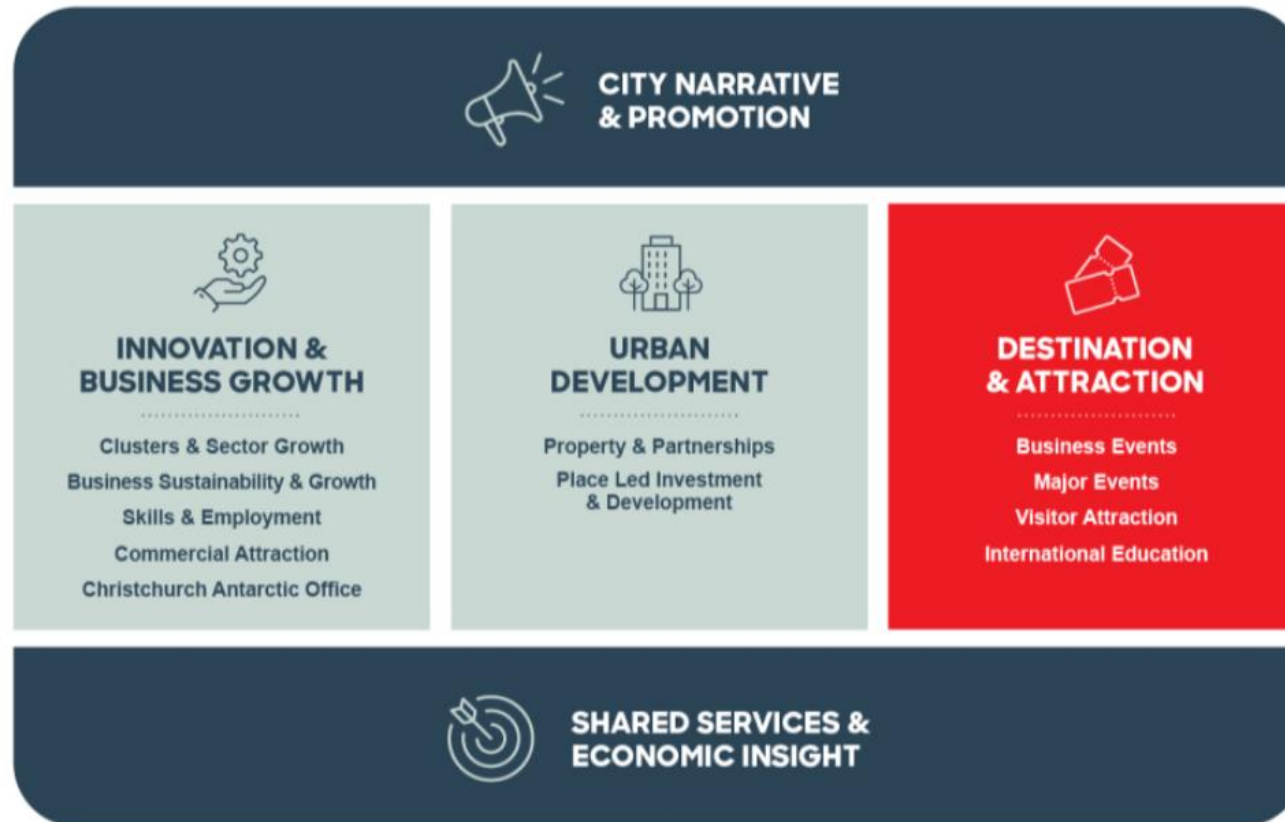 CITY NARRATIVE
& PROMOTION
INNOVATION &
BUSINESS GROWTH
Clusters & Sector Growth
Business Sustainability & Growth
Skills & Employment
Commercial Attraction
Christchurch Antarctic Office
URBAN
DEVELOPMENT
Property & Partnerships
Place Led Investment
& Development
DESTINATION
& ATTRACTION
Business Events
Major Events
Visitor Attraction
International Education
SHARED SERVICES &
ECONOMIC INSIGHT